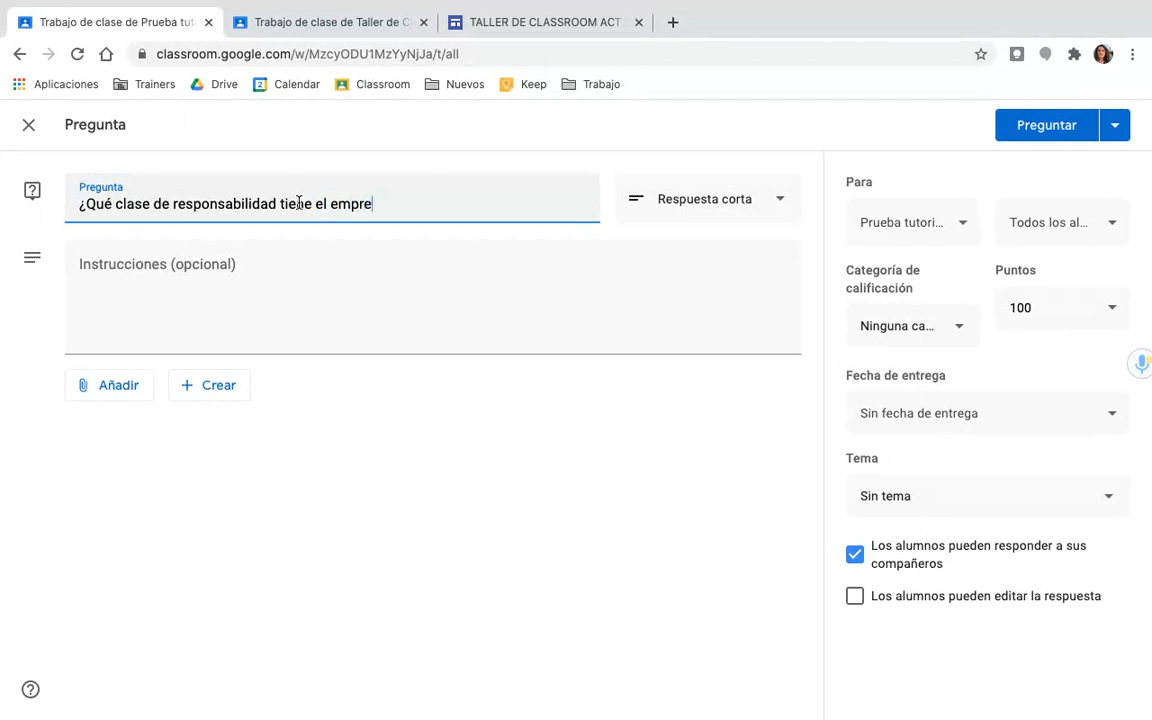 Trabajo de clase de Prueba tut
Trabajo de clase de Taller de C
TALLER DE CLASSROOM ACT
classroom.google.com/w/MzcyODU1MzYyNjJa/t/all
Aplicaciones
Trainers
Drive
Calendar
Classroom
Nuevos
Keep
Trabajo
Pregunta
Preguntar
Pregunta
¿Qué clase de responsabilidad tiene el empre
Respuesta corta
Instrucciones (opcional)
Añadir
Crear
Para
Prueba tutori...
Todos los al...
Categoría de
calificación
Puntos
Ninguna ca...
100
Fecha de entrega
Sin fecha de entrega
Tema
Sin tema
Los alumnos pueden responder a sus
compañeros
Los alumnos pueden editar la respuesta